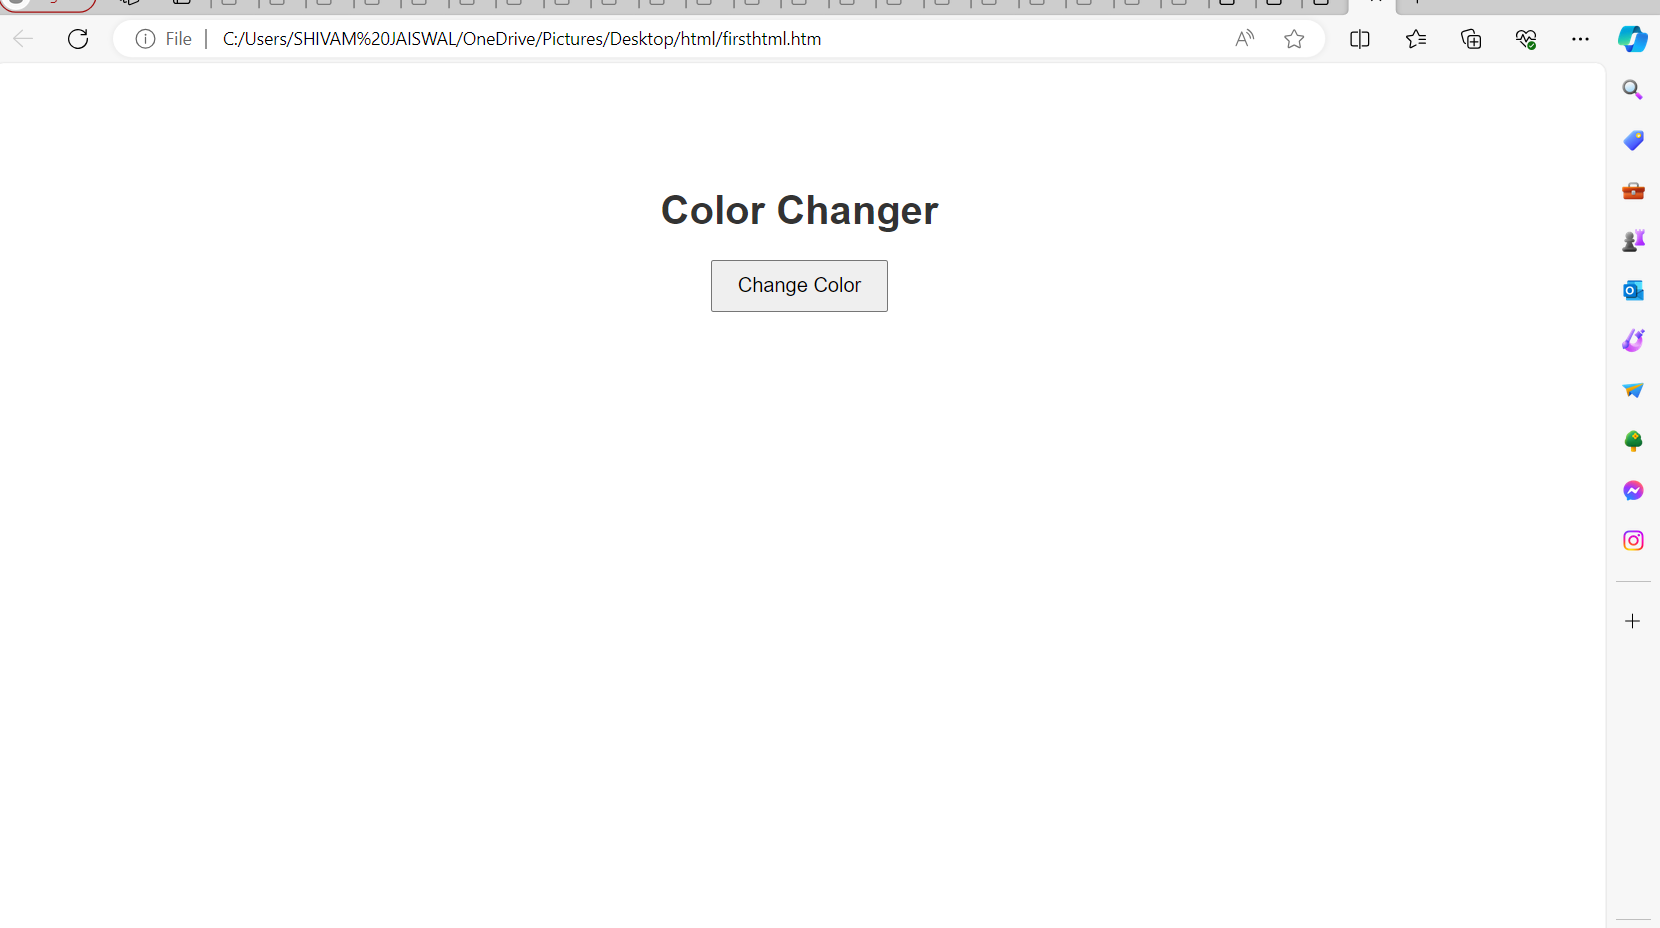 File C:/Users/SHIVAM%20JAISWAL/OneDrive/Pictures/Desktop/html/firsthtml.htm
Color Changer
Change Color